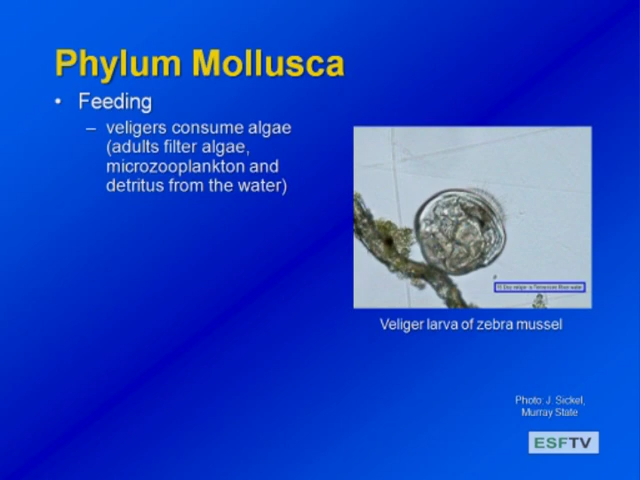 Phylum Mollusca
• Feeding
– veligers consume algae
(adults filter algae,
microzooplankton and
detritus from the water)
Veliger larva of zebra mussel
Photo: J. Sickel,
Murray State
ESFTV